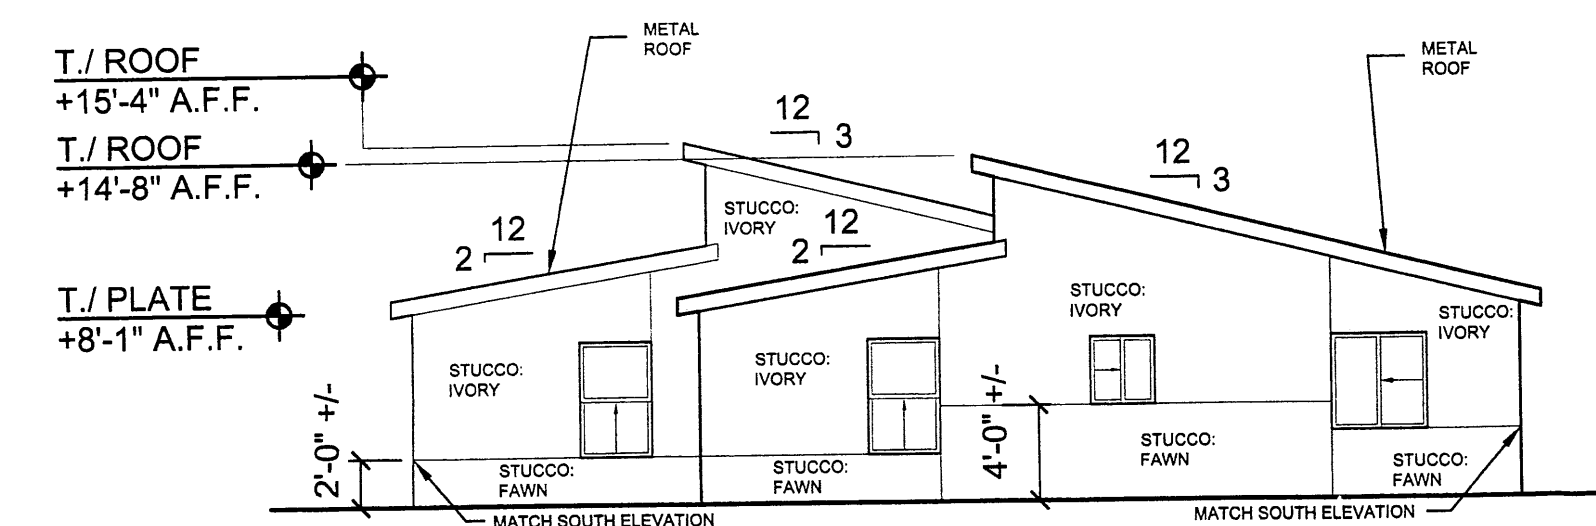 METAL
ROOF
METAL
ROOF
T./ ROOF
+15'-4" A.F.F.
12
3
T./ ROOF
+14'-8" A.F.F.
12
3
STUCCO:
IVORY
12
2
12
2
T./ PLATE
+8'-1" A.F.F.
STUCCO:
IVORY
STUCCO:
IVORY
STUCCO:
IVORY
STUCCO:
IVORY
2'-0" +/-
4'-0" +/-
STUCCO:
FAWN
STUCCO:
FAWN
STUCCO:
FAWN
STUCCO:
FAWN
MATCH SOUTH ELEVATION
MATCH SOUTH ELEVATION